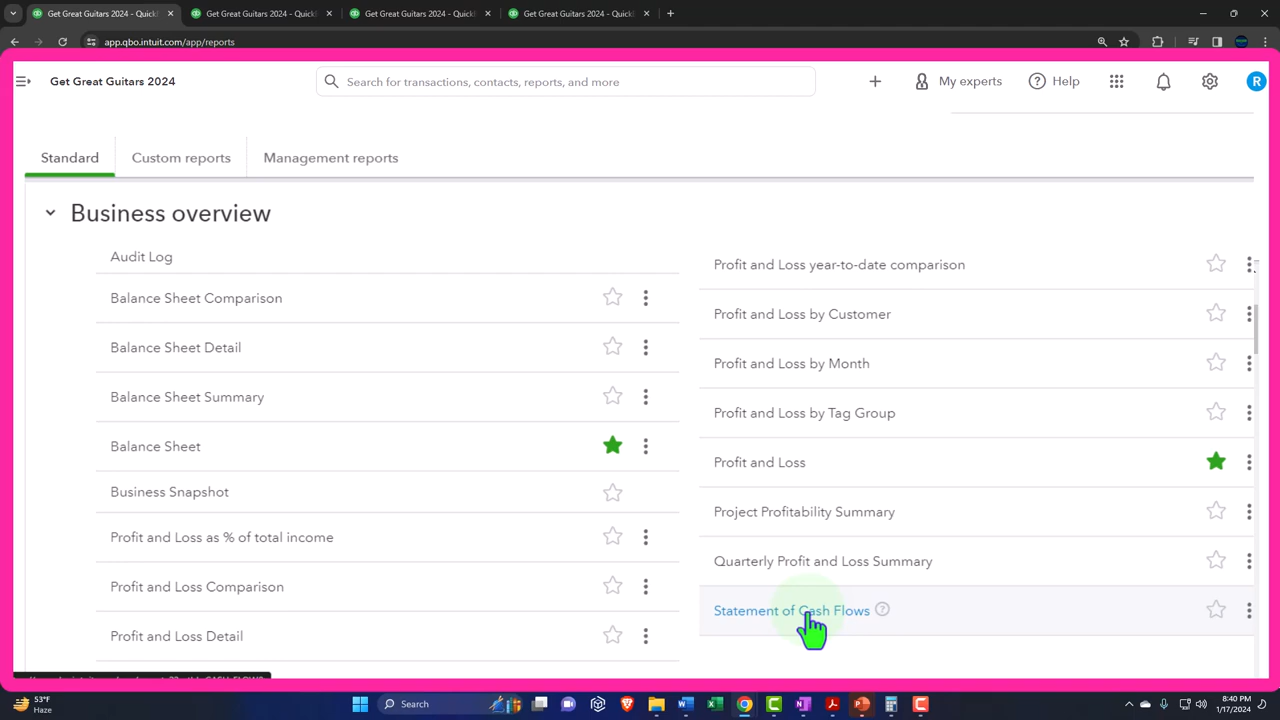 Get Great Guitars 2024 - QuickB
Get Great Guitars 2024 - QuickB
Get Great Guitars 2024 - QuickB
Get Great Guitars 2024 - QuickB
app.qbo.intuit.com/app/reports
Get Great Guitars 2024
Search for transactions, contacts, reports, and more
My experts
Help
R
Standard
Custom reports
Management reports
Business overview
Audit Log
Balance Sheet Comparison
Balance Sheet Detail
Balance Sheet Summary
Balance Sheet
Business Snapshot
Profit and Loss as % of total income
Profit and Loss Comparison
Profit and Loss Detail
Profit and Loss year-to-date comparison
Profit and Loss by Customer
Profit and Loss by Month
Profit and Loss by Tag Group
Profit and Loss
Project Profitability Summary
Quarterly Profit and Loss Summary
Statement of Cash Flows
53°F
Haze
Search
8:40 PM
1/17/2024